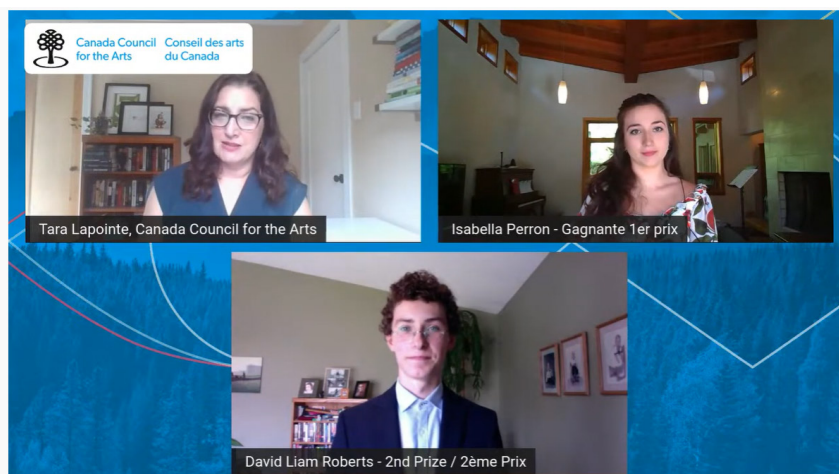 Canada Council
for the Arts
Conseil des arts
du Canada
Tara Lapointe, Canada Council for the Arts
Isabella Perron - Gagnante 1er prix
David Liam Roberts - 2nd Prize / 2ème Prix